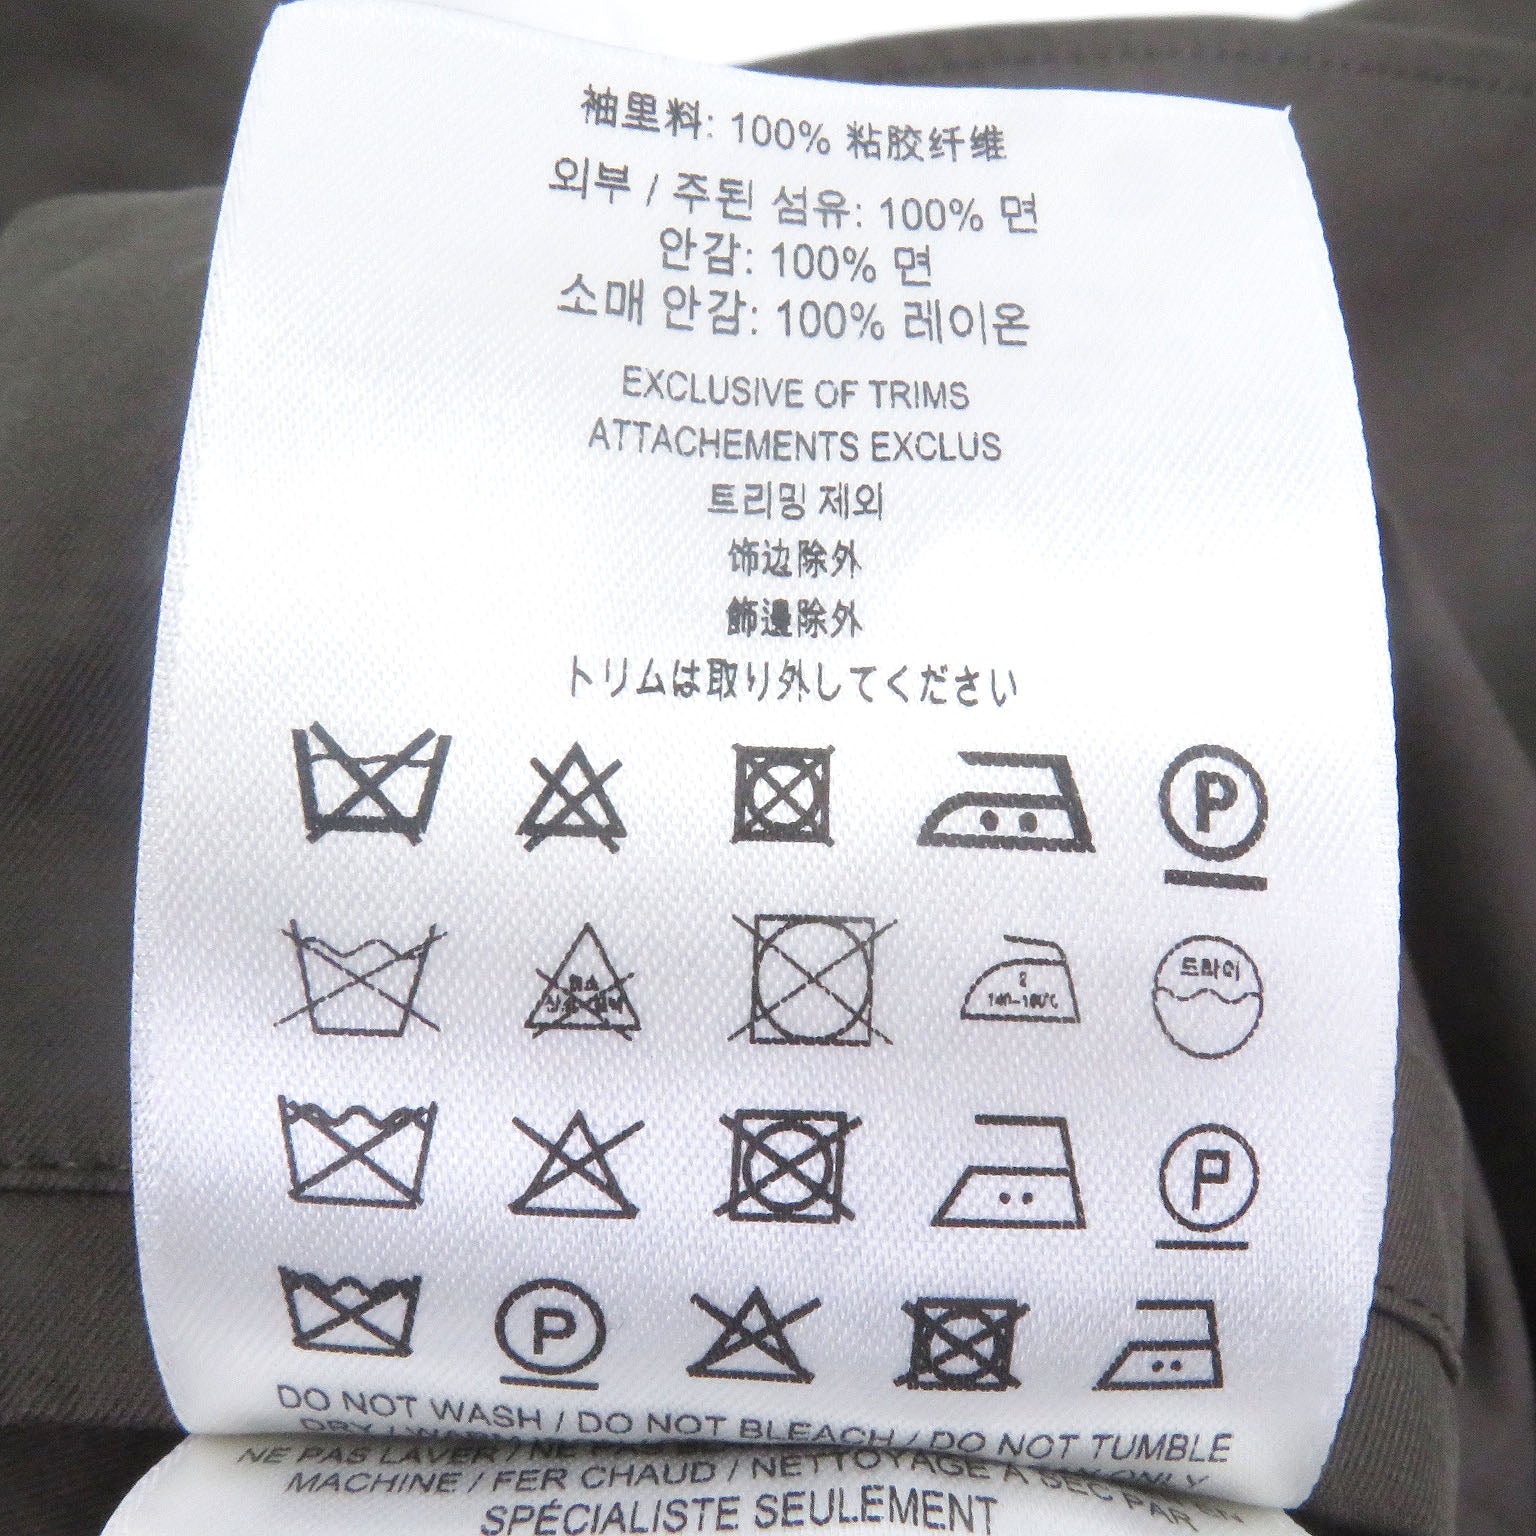 袖里料: 100% 粘胶纤维
외부 / 주된 섬유: 100% 면
안감: 100% 면
소매 안감: 100% 레이온
EXCLUSIVE OF TRIMS
ATTACHEMENTS EXCLUS
트리밍 제외
饰边除外
飾邊除外
トリムは取り外してください
P
드라이
P
P
DO NOT WASH / DO NOT BLEACH / DO NOT TUMBLE
DRY / WARM
NE PAS LAVER / NE
MACHINE / FER CHAUD / NETTOYAGE À SEC PAR
SPÉCIALISTE SEULEMENT